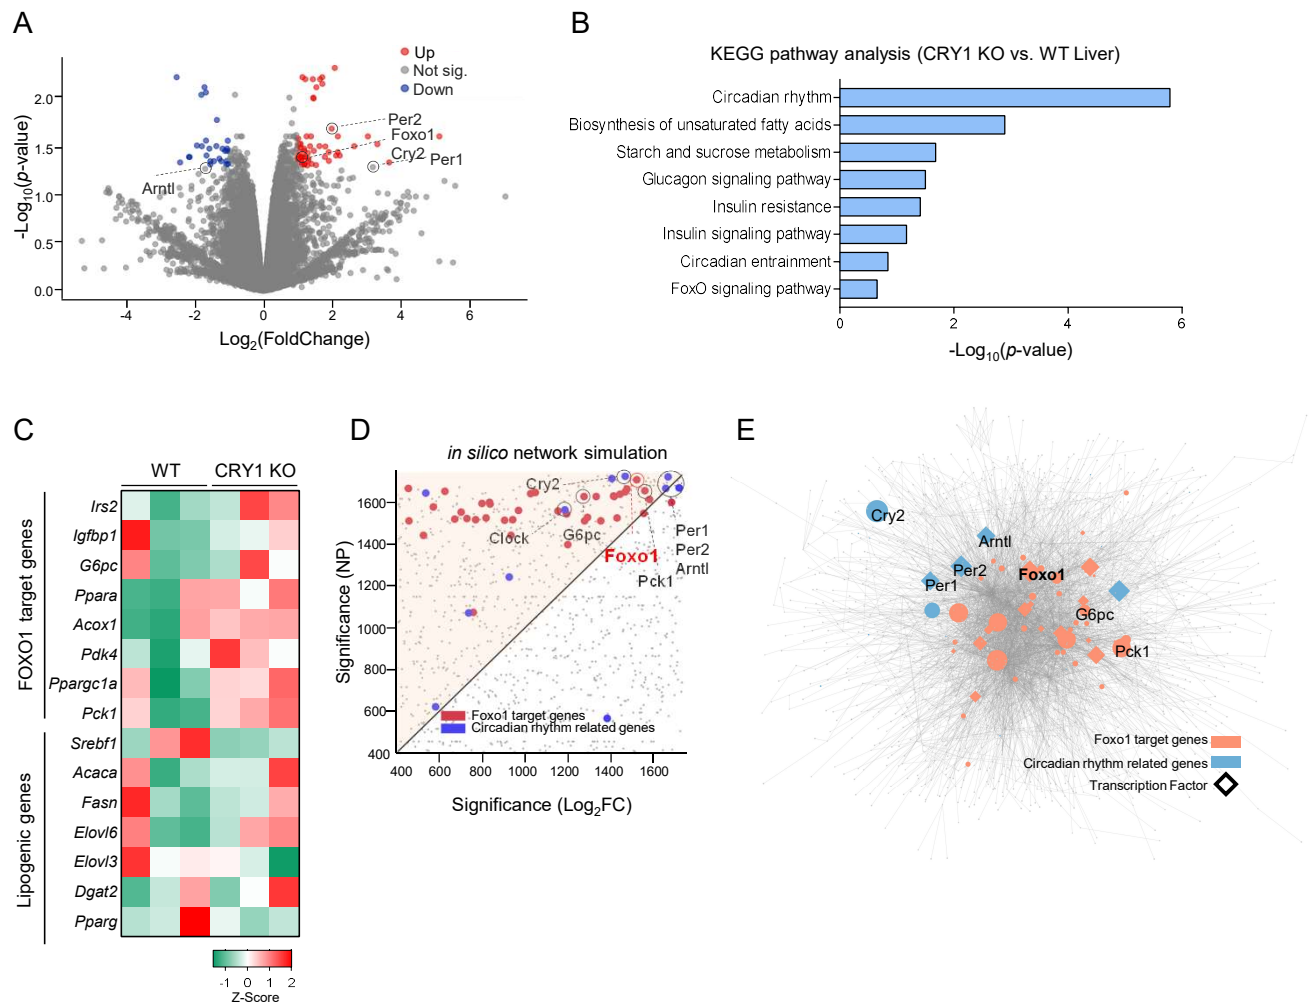 A
Up
Not sig.
Down
Per2
Foxo1
Cry2
Per1
Arntl
-Log10(p-value)
2.0
1.5
1.0
0.5
0.0
-4
-2
0
2
4
6
Log2(FoldChange)
B
KEGG pathway analysis (CRY1 KO vs. WT Liver)
Circadian rhythm
Biosynthesis of unsaturated fatty acids
Starch and sucrose metabolism
Glucagon signaling pathway
Insulin resistance
Insulin signaling pathway
Circadian entrainment
FoxO signaling pathway
0
2
4
6
-Log10(p-value)
C
WT
CRY1 KO
FOXO1 target genes
Irs2
Igfbp1
G6pc
Ppara
Acox1
Pdk4
Ppargc1a
Pck1
Lipogenic genes
Srebf1
Acaca
Fasn
Elovl6
Elovl3
Dgat2
Pparg
-1 0 1 2
Z-Score
D
in silico network simulation
Significance (NP)
1600
1400
1200
1000
800
600
400
Cry2
Clock
G6pc
Foxo1
Pck1
Per1
Per2
Arntl
Foxo1 target genes
Circadian rhythm related genes
400 600 800 1000 1200 1400 1600
Significance (Log2FC)
E
Cry2
Arntl
Per2
Per1
Foxo1
G6pc
Pck1
Foxo1 target genes
Circadian rhythm related genes
Transcription Factor